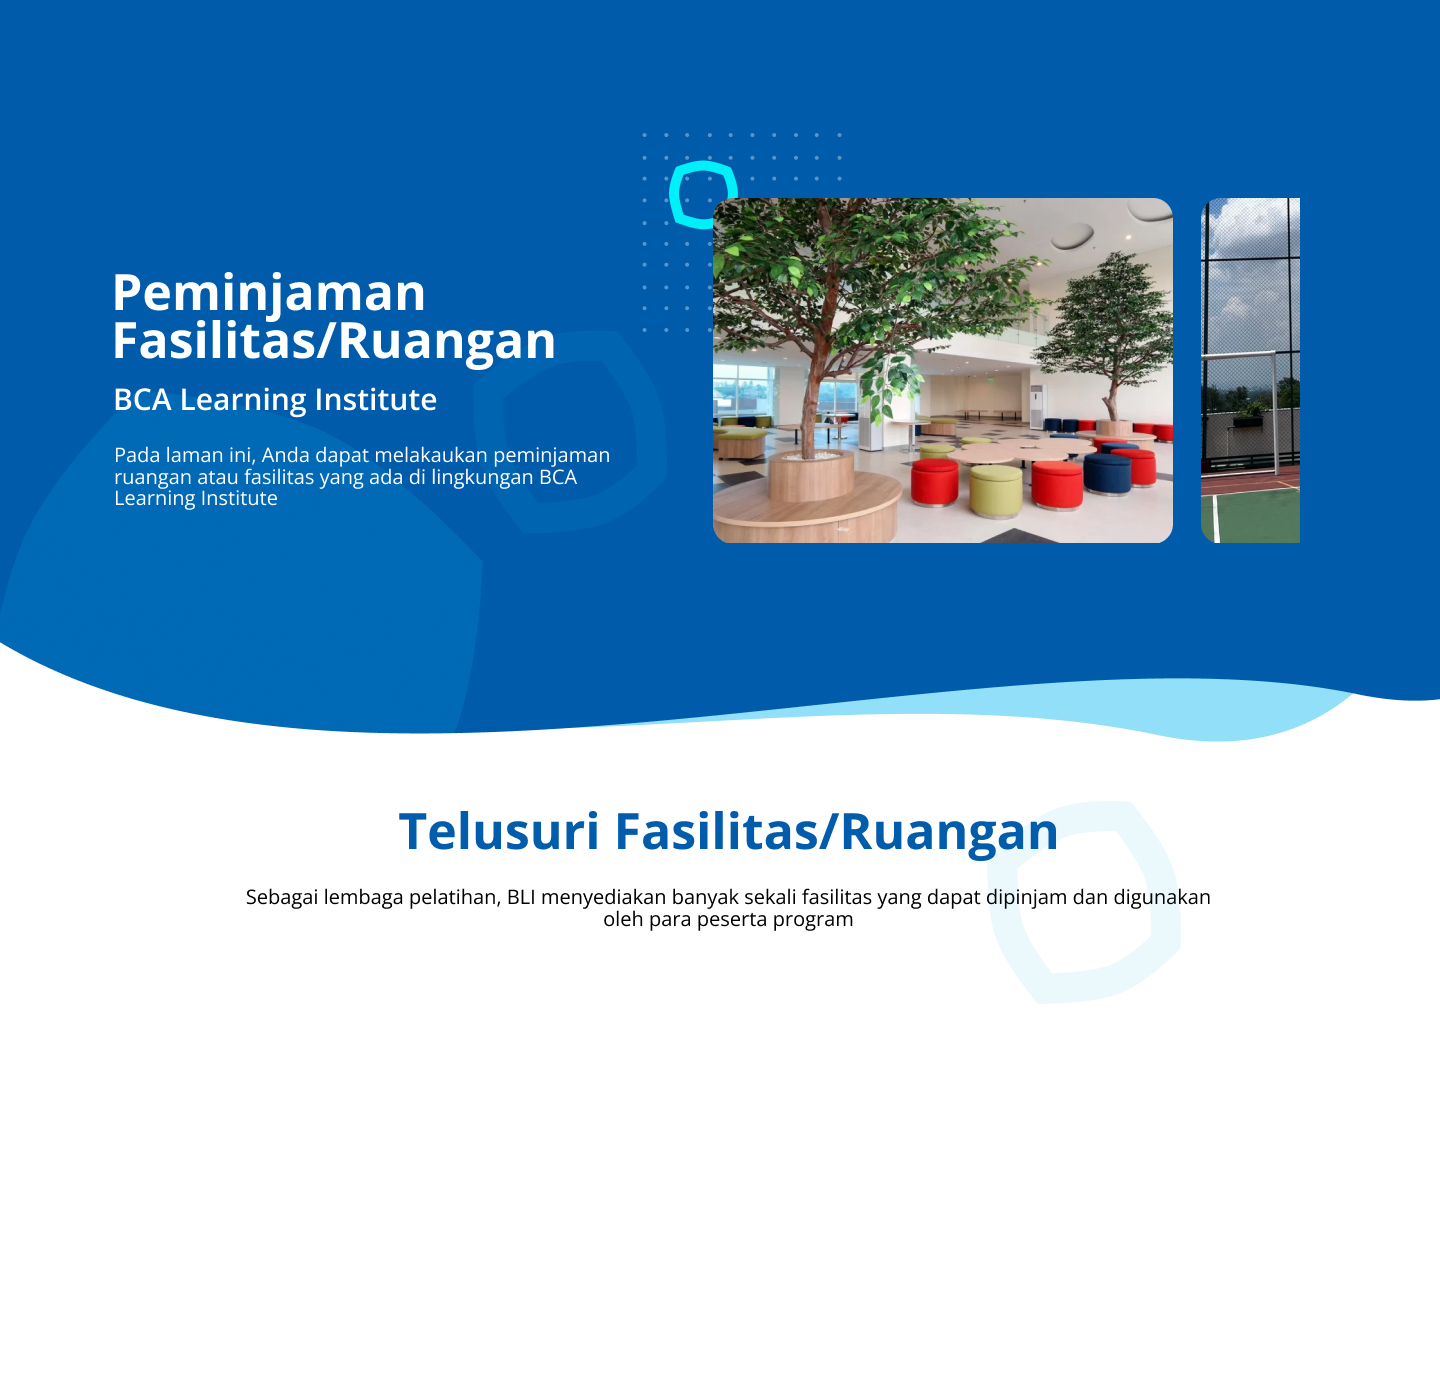 Peminjaman
Fasilitas/Ruangan
BCA Learning Institute
Pada laman ini, Anda dapat melakaukan peminjaman
ruangan atau fasilitas yang ada di lingkungan BCA
Learning Institute
Telusuri Fasilitas/Ruangan
Sebagai lembaga pelatihan, BLI menyediakan banyak sekali fasilitas yang dapat dipinjam dan digunakan
oleh para peserta program